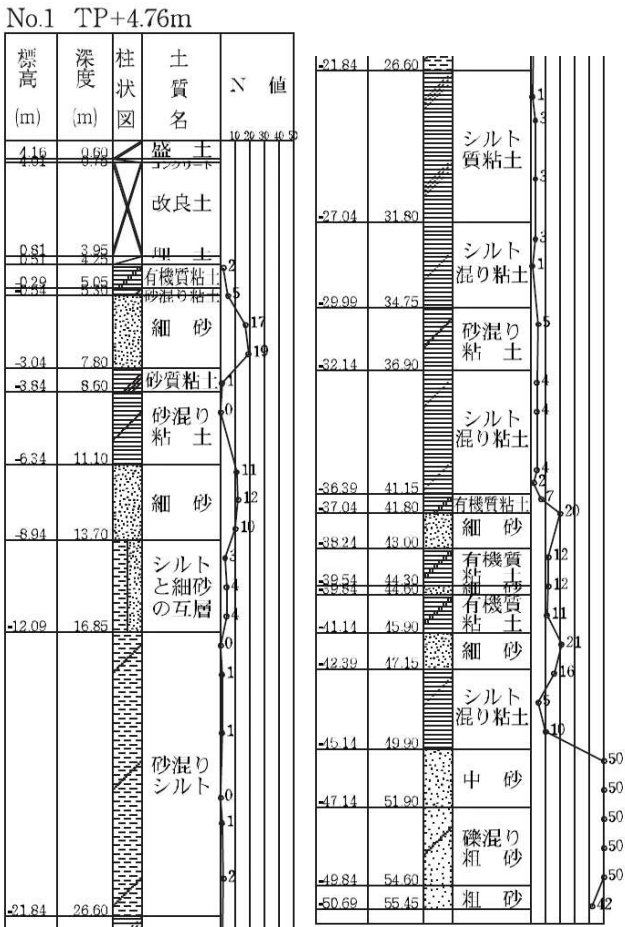 No.1 TP+4.76m
標高(m) 深度(m) 柱状図 土質名 N 値
10 20 30 40 50
4.16 0.60 盛 土
4.01 0.75 コンクリート
改良土
0.81 3.95
0.51 4.25 埋 土
2
有機質粘土
-0.29 5.05
砂混り粘土 5
-0.54 5.30
17
細 砂
19
-3.04 7.80
砂質粘土 1
-3.84 8.60
0
砂混り
粘 土
-6.34 11.10
11
細 砂 12
10
-8.94 13.70
3
シルト
と細砂 4
の互層
4
-12.09 16.85
0
1
1
砂混り
シルト
0
1
2
-21.84 26.60
-21.84 26.60
1
3
シルト
質粘土
3
-27.04 31.80
3
シルト
混り粘土 1
-29.99 34.75
5
砂混り
粘 土
-32.14 36.90
4
4
シルト
混り粘土
4
2
-36.39 41.15
有機質粘土 7
-37.04 41.80
20
細 砂
-38.24 43.00
12
有機質
粘 土
-39.54 44.30
細 砂 12
-39.84 44.60
有機質
11
粘 土
-41.14 45.90
21
細 砂
-42.39 47.15
16
シルト
5
混り粘土
10
-45.14 49.90
50
中 砂
50
-47.14 51.90
50
礫混り
粗 砂
50
-49.84 54.60
50
粗 砂
-50.69 55.45
42